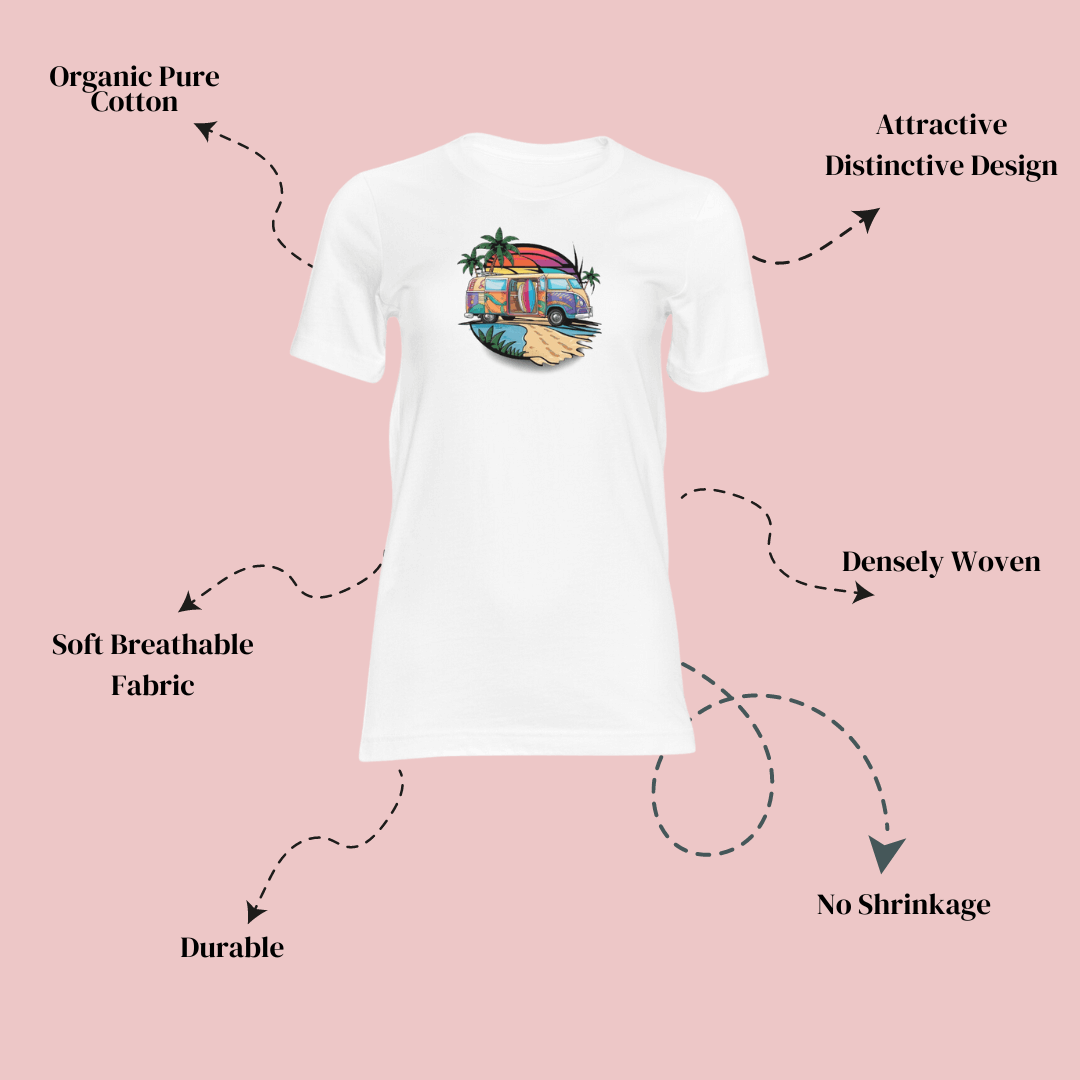 Organic Pure
Cotton
Attractive
Distinctive Design
Densely Woven
Soft Breathable
Fabric
No Shrinkage
Durable